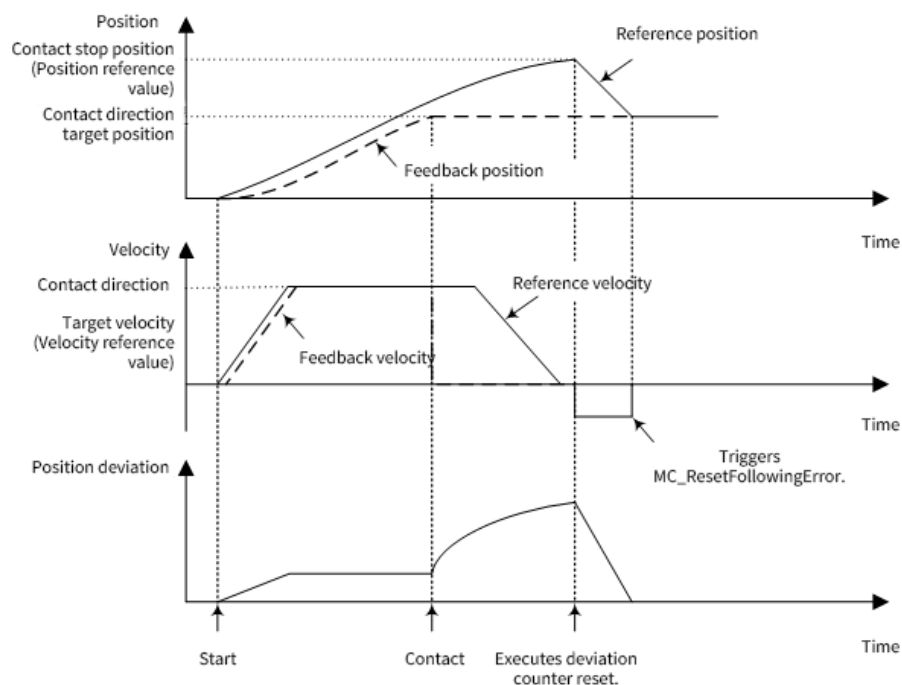 Position
Contact stop position
(Position reference
value)
Reference position
Contact direction
target position
Feedback position
Time
Velocity
Contact direction
Reference velocity
Target velocity
(Velocity reference
value)
Feedback velocity
Time
Triggers
MC_ResetFollowingError.
Position deviation
Time
Start
Contact
Executes deviation
counter reset.